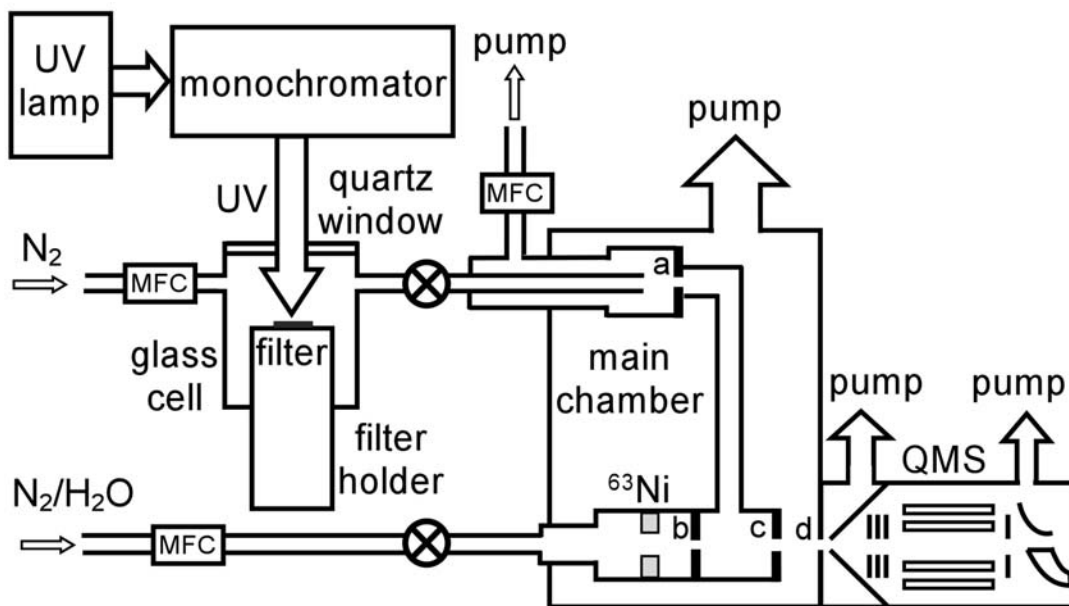 UV
lamp
monochromator
pump
pump
UV
quartz
window
MFC
N₂
MFC
a
glass
cell
filter
main
chamber
filter
holder
pump
pump
QMS
⁶³Ni
N₂/H₂O
MFC
b
c
d